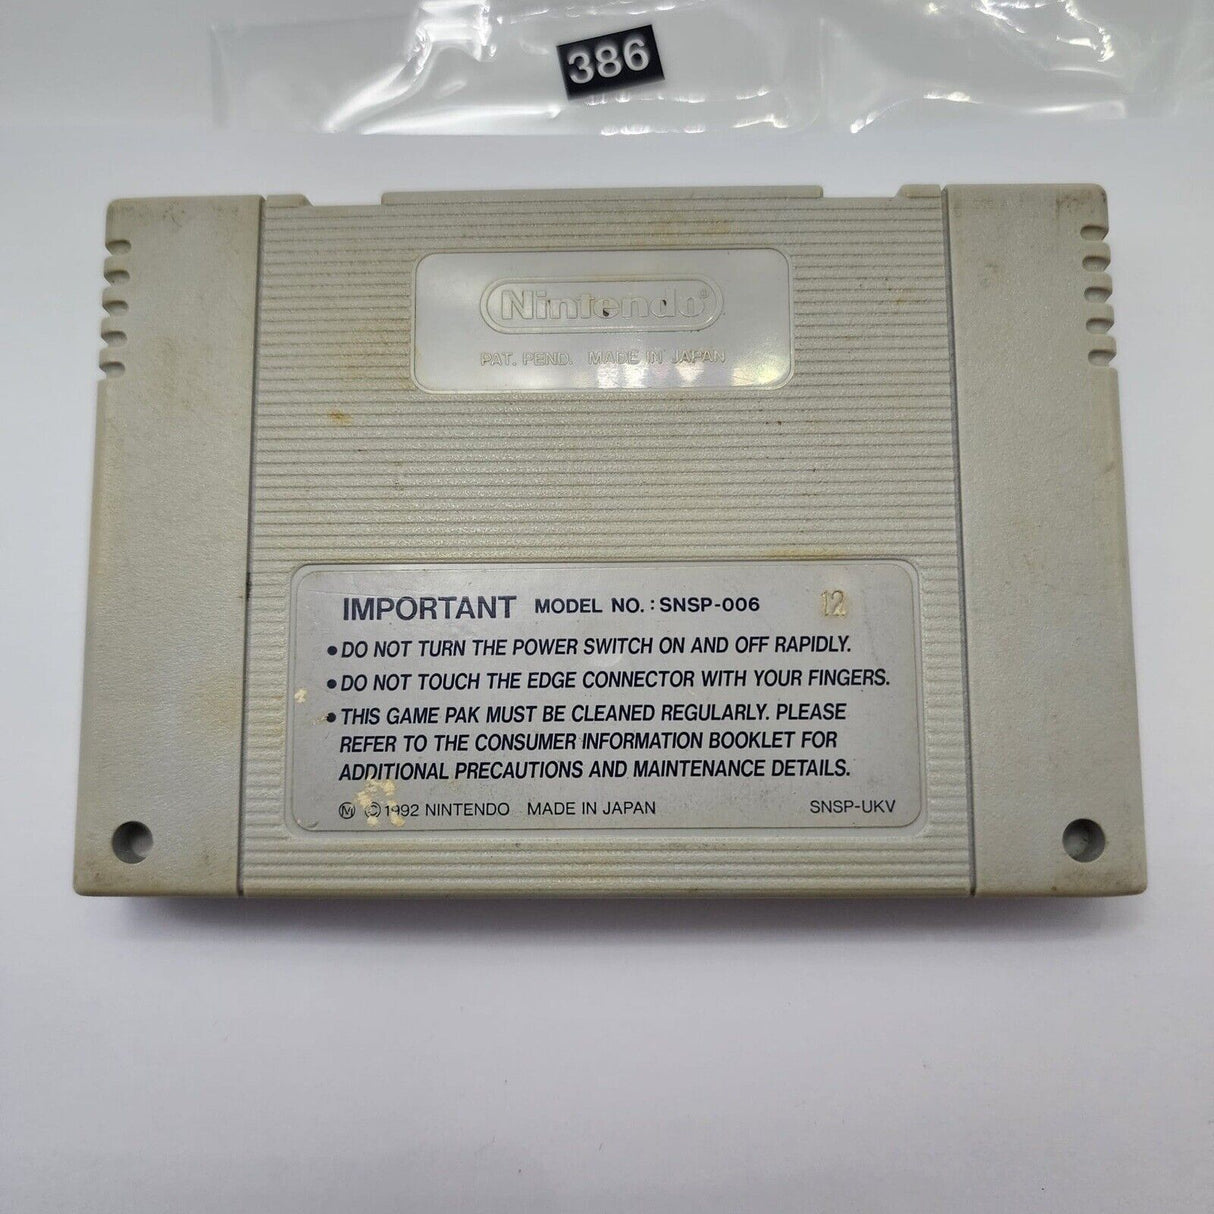 386
Nintendo®
PAT. PEND. MADE IN JAPAN
IMPORTANT MODEL NO. : SNSP-006 12
• DO NOT TURN THE POWER SWITCH ON AND OFF RAPIDLY.
• DO NOT TOUCH THE EDGE CONNECTOR WITH YOUR FINGERS.
• THIS GAME PAK MUST BE CLEANED REGULARLY. PLEASE
REFER TO THE CONSUMER INFORMATION BOOKLET FOR
ADDITIONAL PRECAUTIONS AND MAINTENANCE DETAILS.
Ⓜ ©1992 NINTENDO MADE IN JAPAN SNSP-UKV